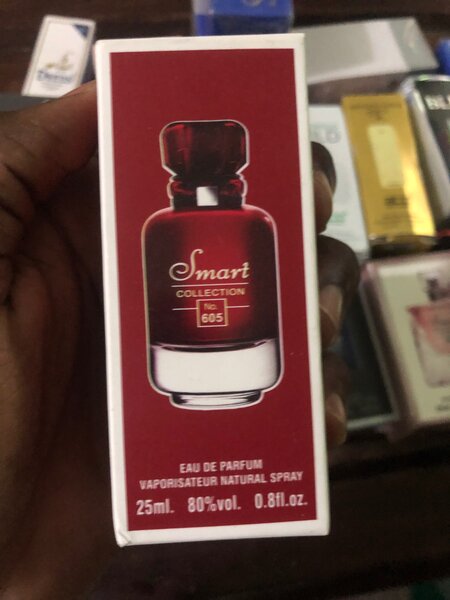 Smart
COLLECTION
No.
605
EAU DE PARFUM
VAPORISATEUR NATURAL SPRAY
25ml. 80%vol. 0.8fl.oz.